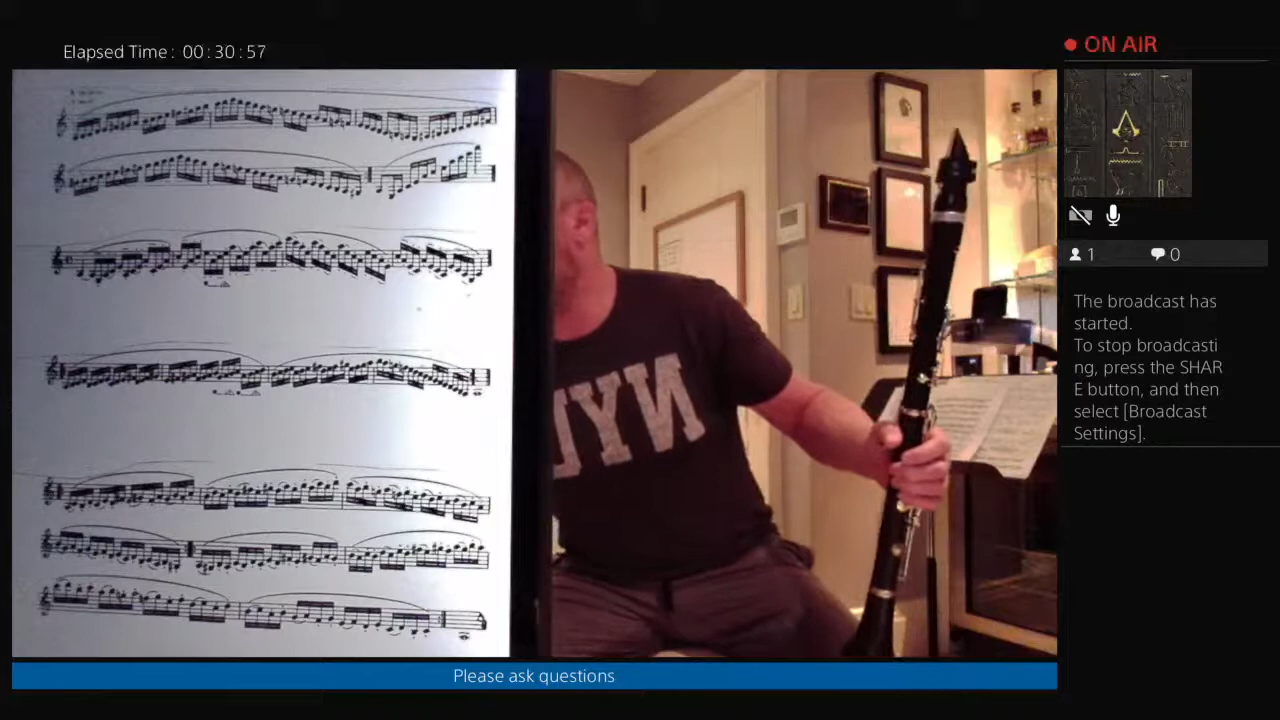 Elapsed Time: 00:30:57
ON AIR
1
0
The broadcast has
started.
To stop broadcasti
ng, press the SHAR
E button, and then
select [Broadcast
Settings].
NYU
Please ask questions